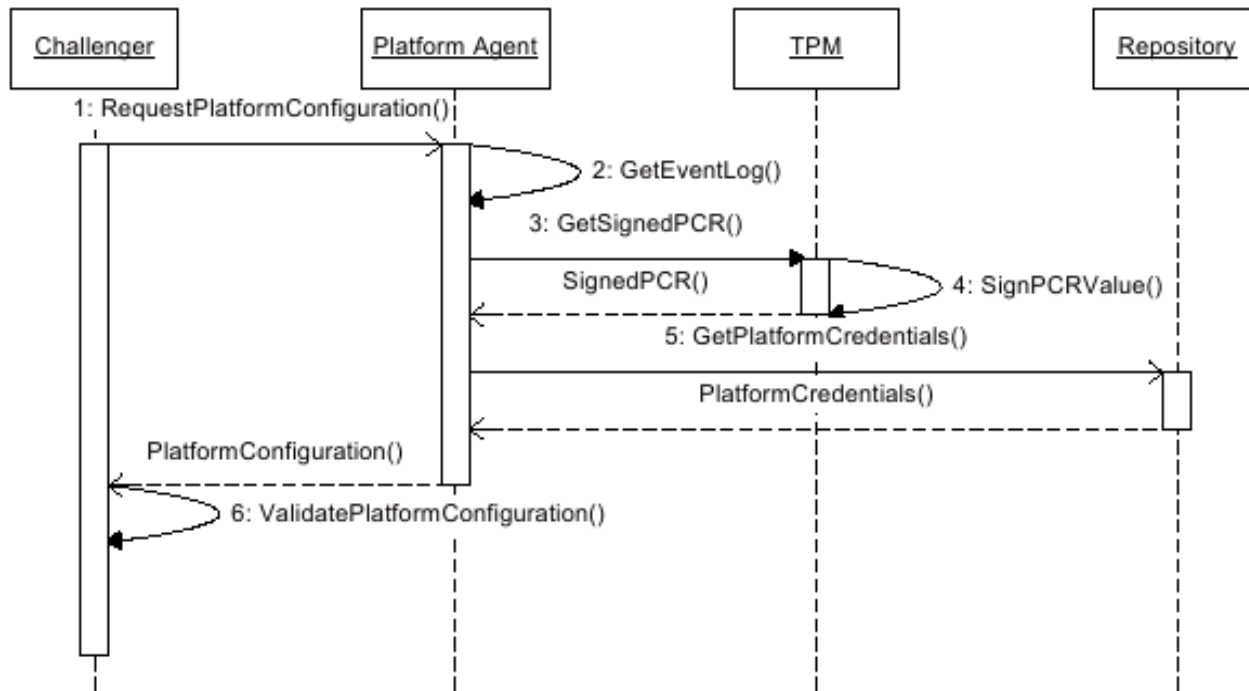 Challenger
Platform Agent
TPM
Repository
1: RequestPlatformConfiguration()
2: GetEventLog()
3: GetSignedPCR()
SignedPCR()
4: SignPCRValue()
5: GetPlatformCredentials()
PlatformCredentials()
PlatformConfiguration()
6: ValidatePlatformConfiguration()